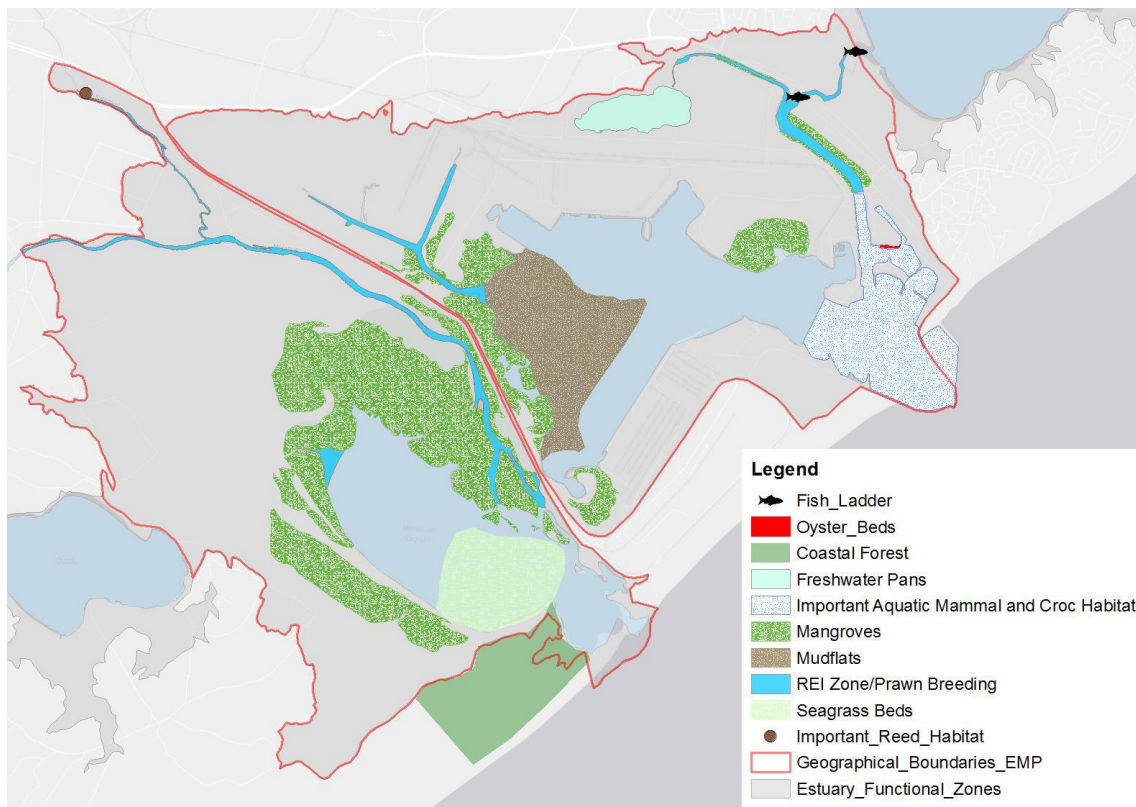 Legend
Fish_Ladder
Oyster_Beds
Coastal Forest
Freshwater Pans
Important Aquatic Mammal and Croc Habitat
Mangroves
Mudflats
REI Zone/Prawn Breeding
Seagrass Beds
Important_Reed_Habitat
Geographical_Boundaries_EMP
Estuary_Functional_Zones